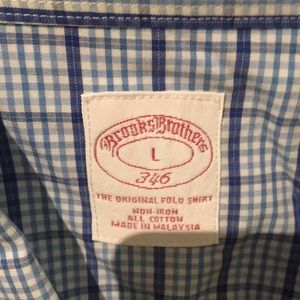 Brooks Brothers
L
346
THE ORIGINAL POLO SHIRT
NON-IRON
ALL COTTON
MADE IN MALAYSIA